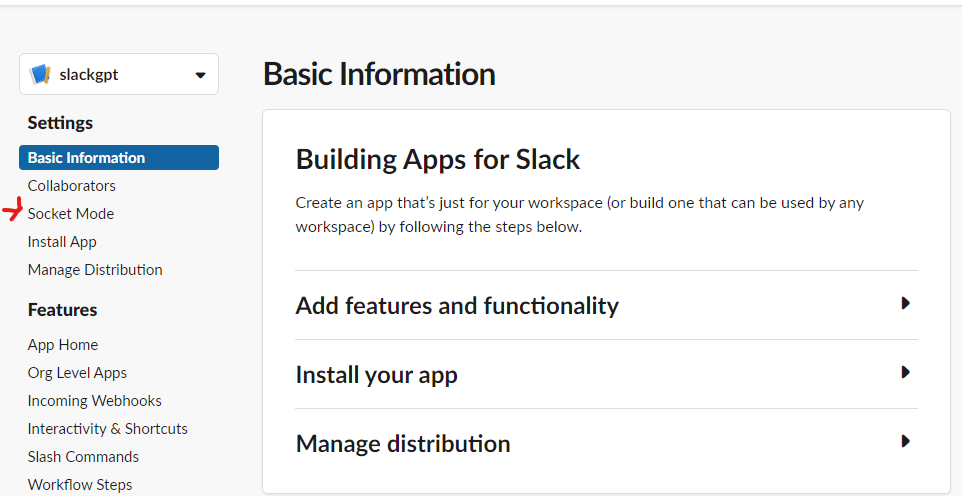 slackgpt
Settings
Basic Information
Collaborators
Socket Mode
Install App
Manage Distribution
Features
App Home
Org Level Apps
Incoming Webhooks
Interactivity & Shortcuts
Slash Commands
Workflow Steps
Basic Information
Building Apps for Slack
Create an app that’s just for your workspace (or build one that can be used by any
workspace) by following the steps below.
Add features and functionality
Install your app
Manage distribution